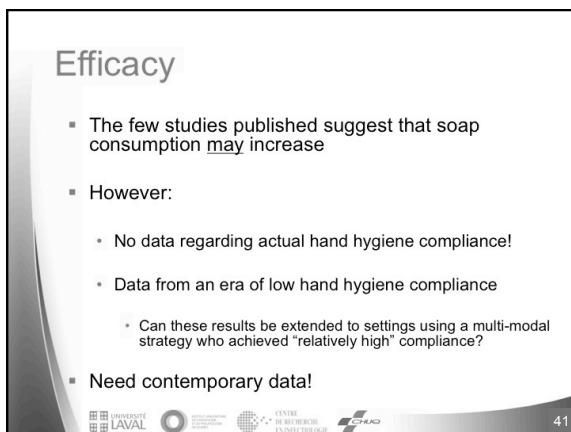 Efficacy
The few studies published suggest that soap
consumption may increase
However:
No data regarding actual hand hygiene compliance!
Data from an era of low hand hygiene compliance
Can these results be extended to settings using a multi-modal
strategy who achieved “relatively high” compliance?
Need contemporary data!
UNIVERSITÉ
LAVAL
CENTRE
DE RECHERCHE
EN INFECTIOLOGIE
CHUQ
41